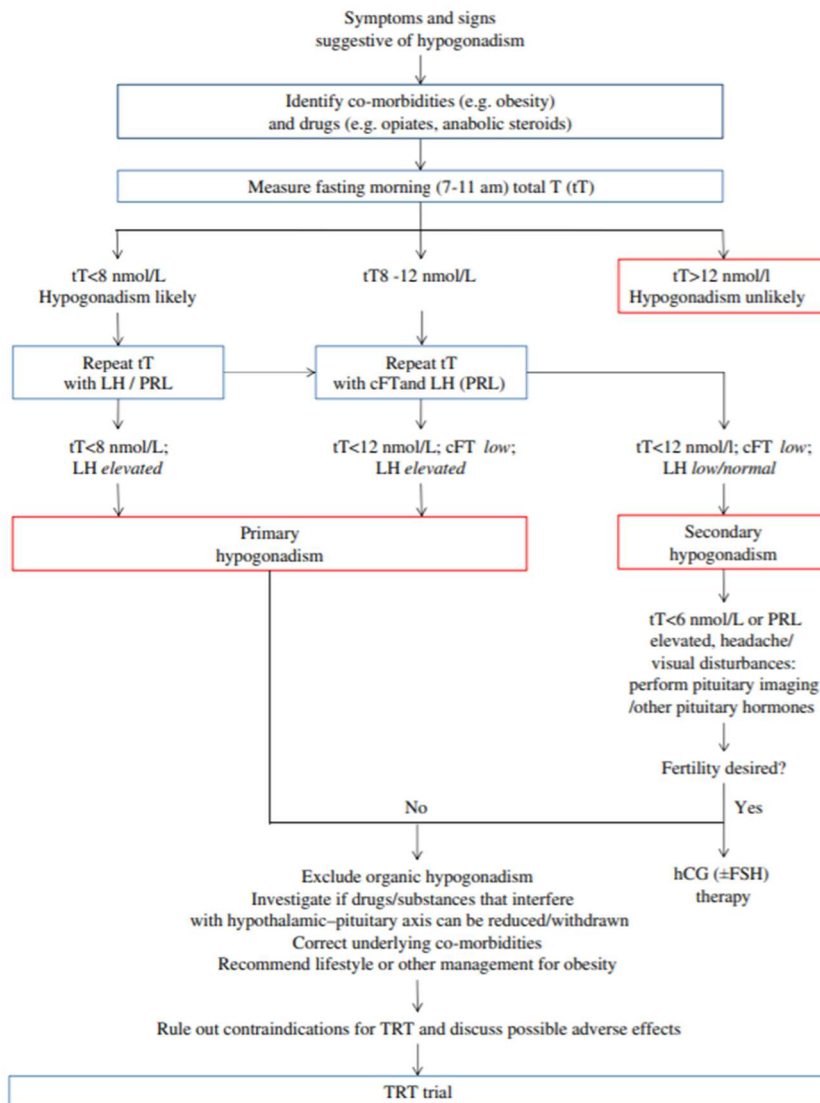 Symptoms and signs
suggestive of hypogonadism
Identify co-morbidities (e.g. obesity)
and drugs (e.g. opiates, anabolic steroids)
Measure fasting morning (7-11 am) total T (tT)
tT<8 nmol/L
Hypogonadism likely
tT8 -12 nmol/L
tT>12 nmol/l
Hypogonadism unlikely
Repeat tT
with LH / PRL
Repeat tT
with cFTand LH (PRL)
tT<8 nmol/L;
LH elevated
tT<12 nmol/L; cFT low;
LH elevated
tT<12 nmol/l; cFT low;
LH low/normal
Primary
hypogonadism
Secondary
hypogonadism
tT<6 nmol/L or PRL
elevated, headache/
visual disturbances:
perform pituitary imaging
/other pituitary hormones
Fertility desired?
No
Yes
Exclude organic hypogonadism
Investigate if drugs/substances that interfere
with hypothalamic–pituitary axis can be reduced/withdrawn
Correct underlying co-morbidities
Recommend lifestyle or other management for obesity
hCG (±FSH)
therapy
Rule out contraindications for TRT and discuss possible adverse effects
TRT trial